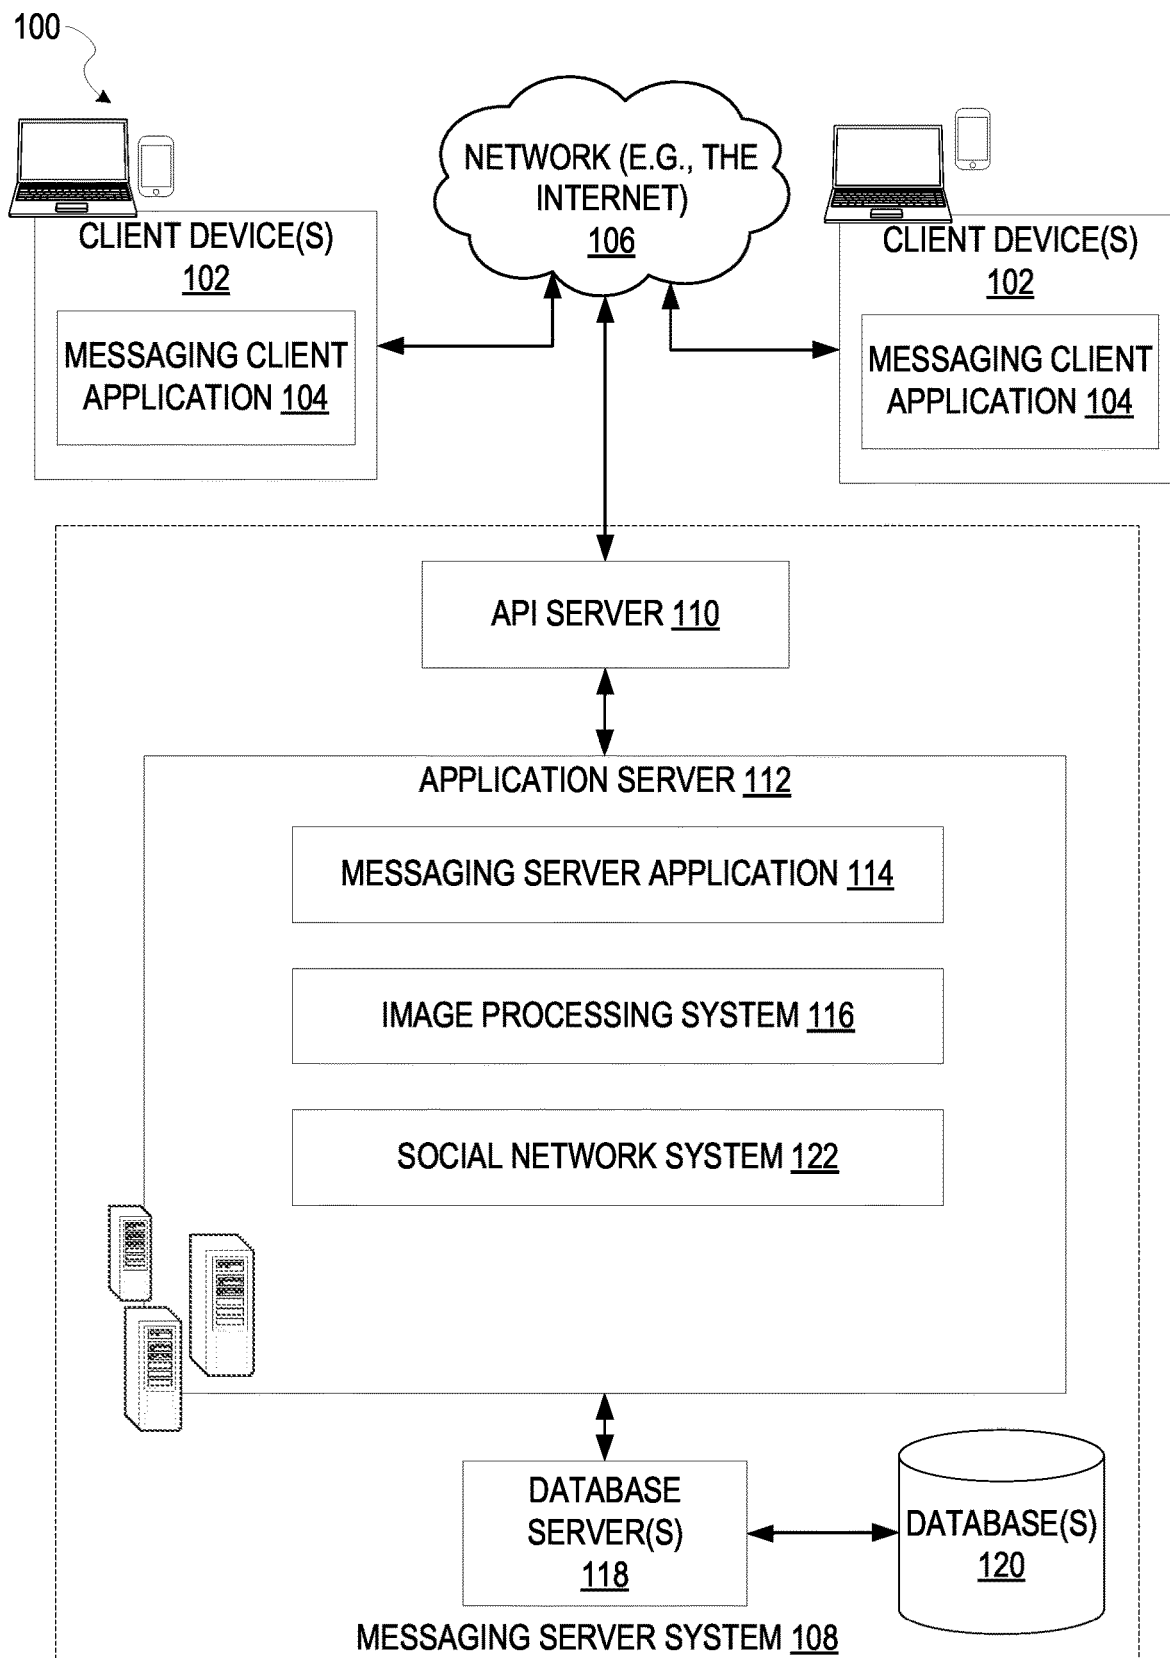 100
NETWORK (E.G., THE
INTERNET)
106
CLIENT DEVICE(S)
102
MESSAGING CLIENT
APPLICATION 104
CLIENT DEVICE(S)
102
MESSAGING CLIENT
APPLICATION 104
API SERVER 110
APPLICATION SERVER 112
MESSAGING SERVER APPLICATION 114
IMAGE PROCESSING SYSTEM 116
SOCIAL NETWORK SYSTEM 122
DATABASE
SERVER(S)
118
DATABASE(S)
120
MESSAGING SERVER SYSTEM 108